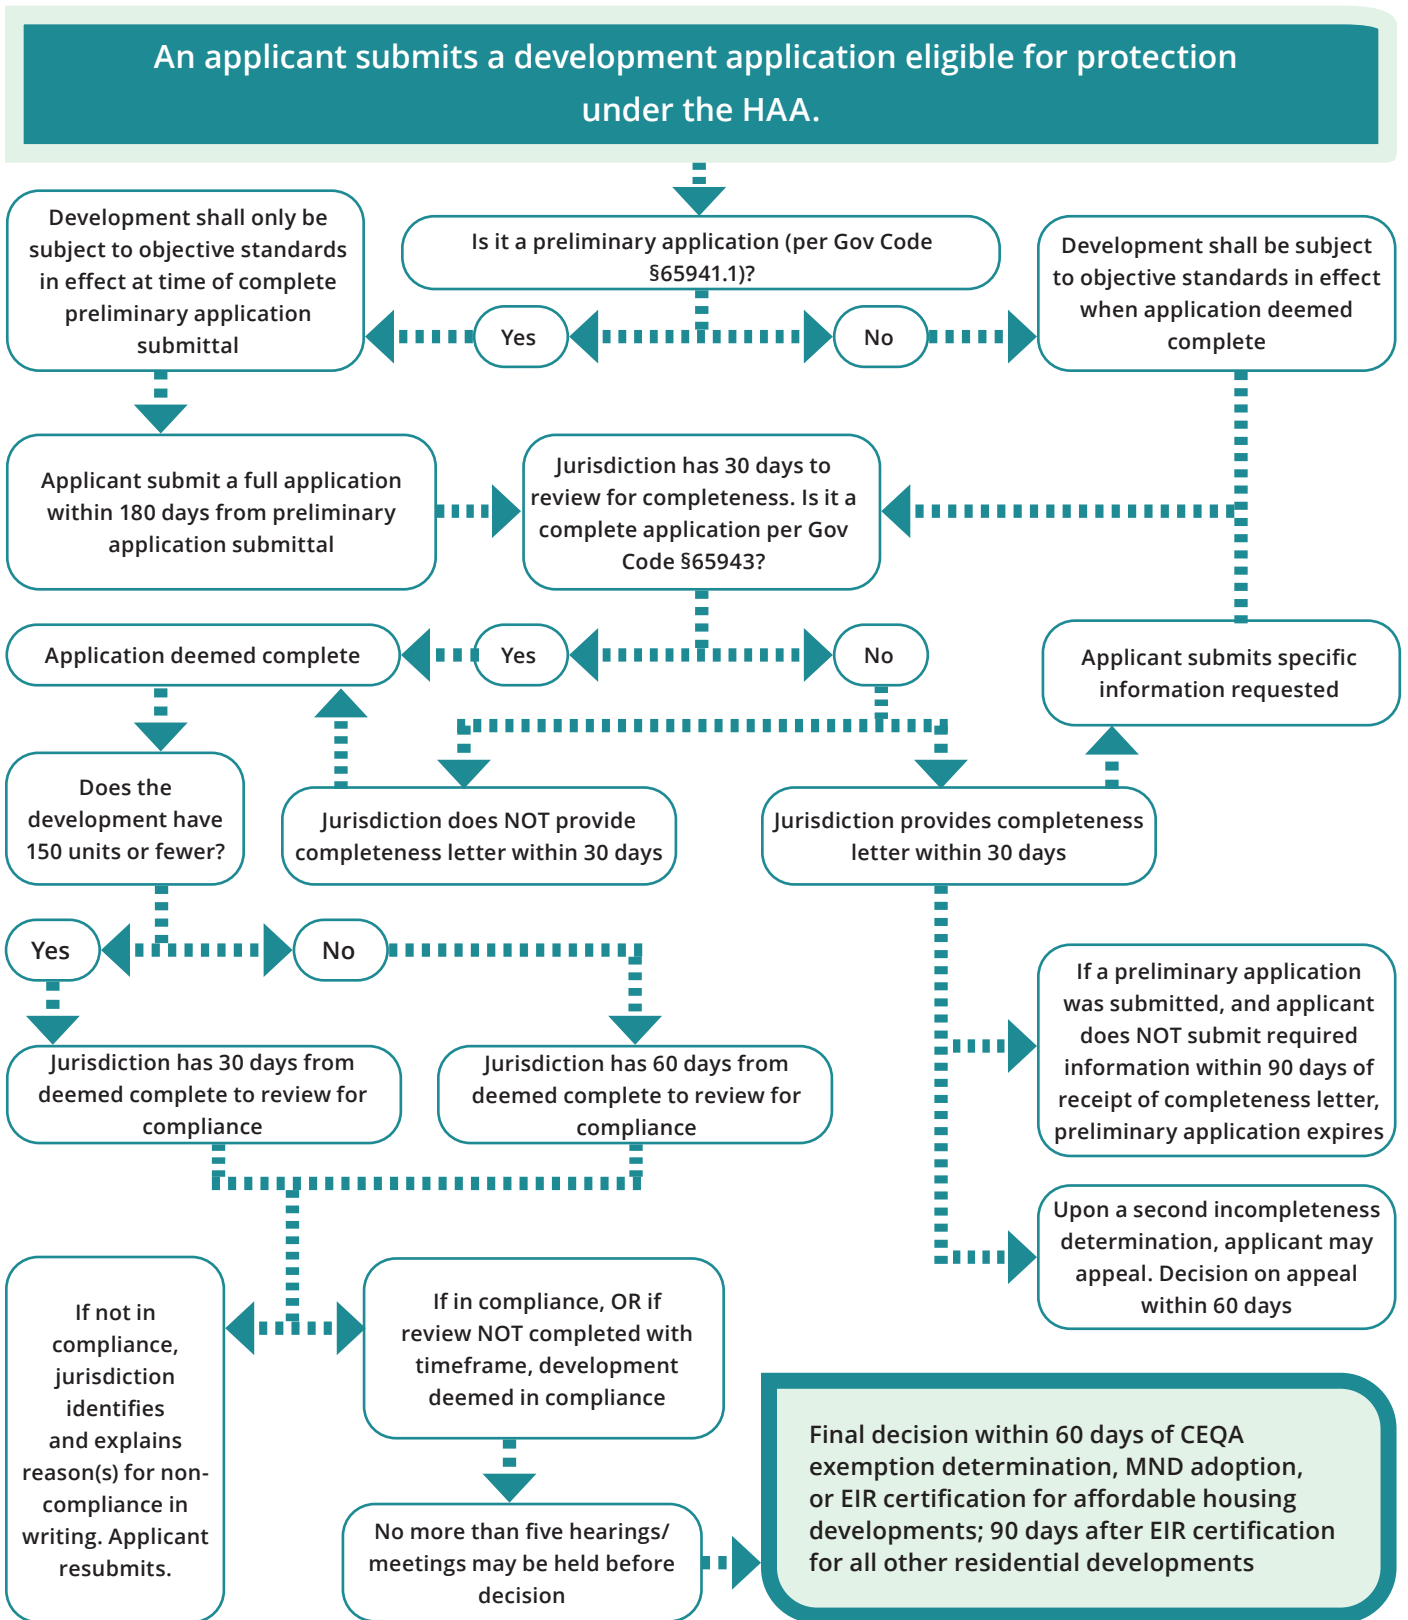 An applicant submits a development application eligible for protection
under the HAA.
Development shall only be
subject to objective standards
in effect at time of complete
preliminary application
submittal
Is it a preliminary application (per Gov Code
§65941.1)?
Development shall be subject
to objective standards in effect
when application deemed
complete
Yes
No
Applicant submit a full application
within 180 days from preliminary
application submittal
Jurisdiction has 30 days to
review for completeness. Is it a
complete application per Gov
Code §65943?
Application deemed complete
Yes
No
Applicant submits specific
information requested
Does the
development have
150 units or fewer?
Jurisdiction does NOT provide
completeness letter within 30 days
Jurisdiction provides completeness
letter within 30 days
Yes
No
If a preliminary application
was submitted, and applicant
does NOT submit required
information within 90 days of
receipt of completeness letter,
preliminary application expires
Jurisdiction has 30 days from
deemed complete to review for
compliance
Jurisdiction has 60 days from
deemed complete to review for
compliance
Upon a second incompleteness
determination, applicant may
appeal. Decision on appeal
within 60 days
If not in
compliance,
jurisdiction
identifies
and explains
reason(s) for non-
compliance in
writing. Applicant
resubmits.
If in compliance, OR if
review NOT completed with
timeframe, development
deemed in compliance
No more than five hearings/
meetings may be held before
decision
Final decision within 60 days of CEQA
exemption determination, MND adoption,
or EIR certification for affordable housing
developments; 90 days after EIR certification
for all other residential developments